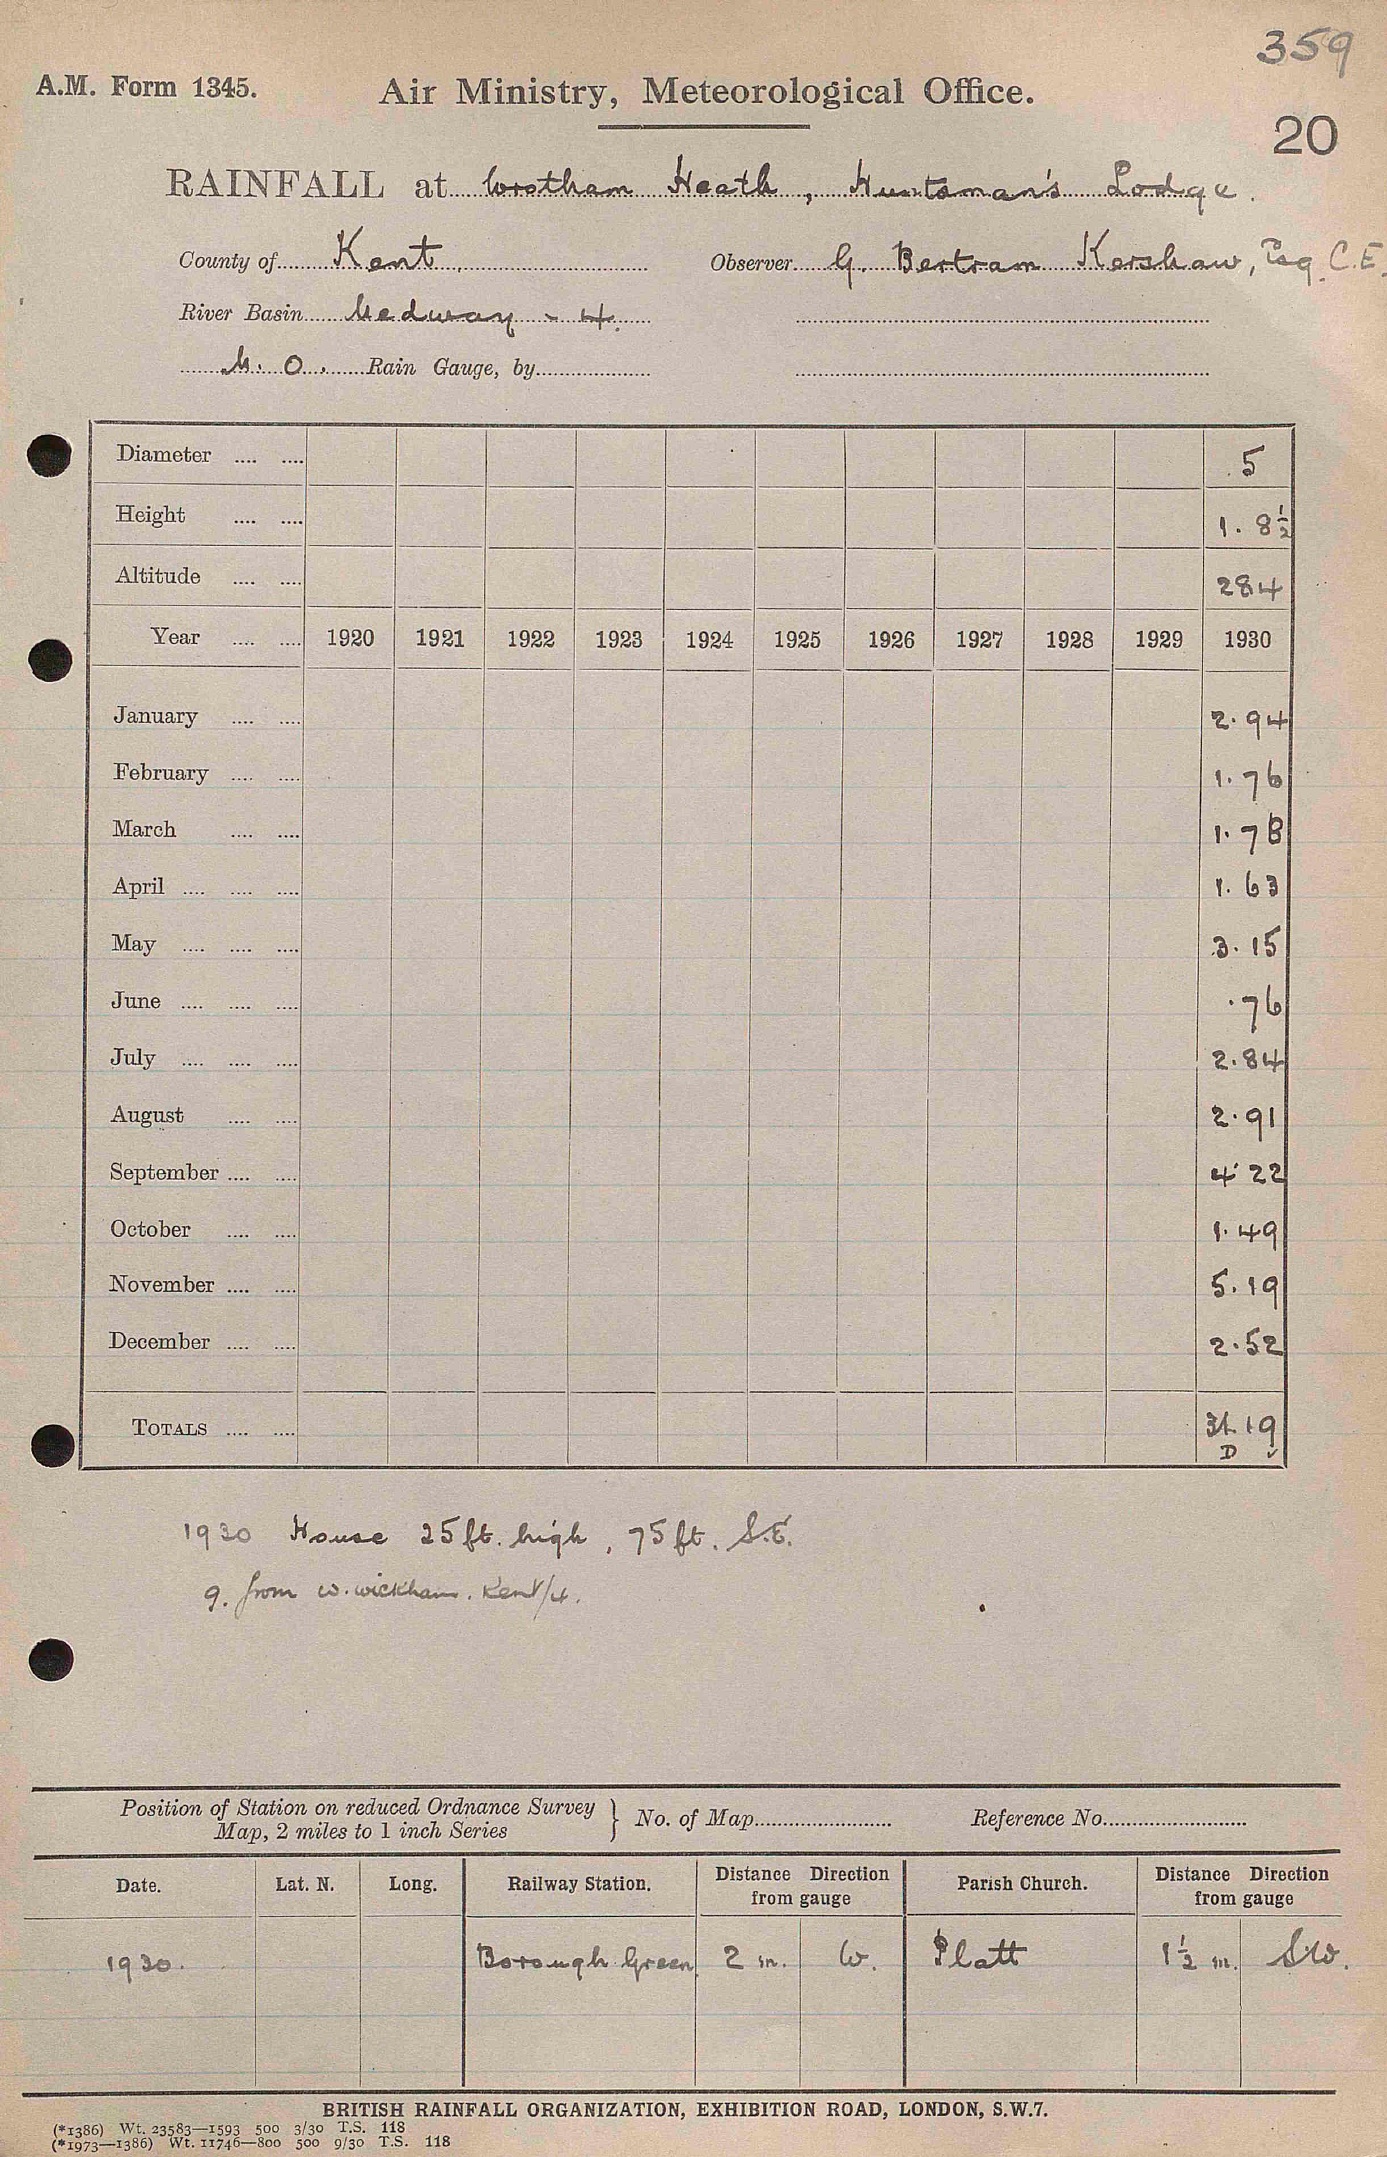 359
A.M. Form 1345. Air Ministry, Meteorological Office.
20
RAINFALL at Wrotham Heath, Huntsman's Lodge.
County of Kent. Observer G. Bertram Kershaw, Esq. C.E.
River Basin Medway - 4.
M.O. Rain Gauge, by
Diameter .... .... 5
Height .... .... 1. 8½
Altitude .... .... 284
Year .... .... 1920 1921 1922 1923 1924 1925 1926 1927 1928 1929 1930
January .... .... 2.94
February .... .... 1.76
March .... .... 1.78
April .... .... .... 1.63
May .... .... .... 3.15
June .... .... .... .76
July .... .... .... 2.84
August .... .... 2.91
September .... .... 4.22
October .... .... 1.49
November .... .... 5.19
December .... .... 2.52
TOTALS .... .... 31.19
D ✓
1930 House 25 ft. high, 75 ft. S.E.
g. from W. Wickham. Kent/4.
Position of Station on reduced Ordnance Survey } No. of Map Reference No.
Map, 2 miles to 1 inch Series
Date. Lat. N. Long. Railway Station. Distance Direction Parish Church. Distance Direction
from gauge from gauge
1930. Borough Green 2 m. W. Platt 1½ m. SW.
BRITISH RAINFALL ORGANIZATION, EXHIBITION ROAD, LONDON, S.W.7.
(*1386) Wt. 23583—1593 500 3/30 T.S. 118
(*1973—1386) Wt. 11746—800 500 9/30 T.S. 118